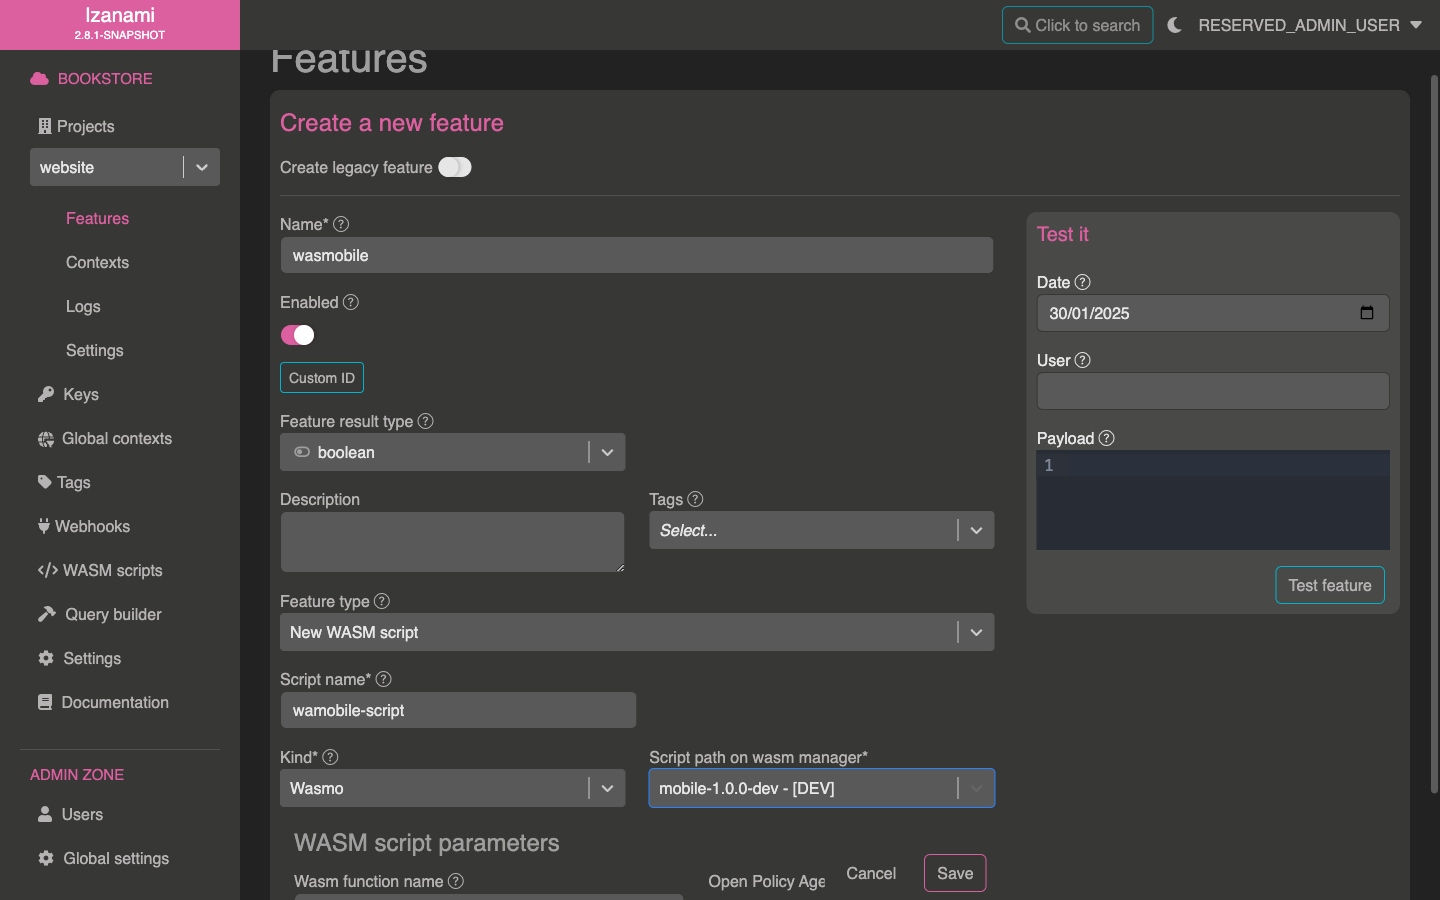 Izanami
2.8.1-SNAPSHOT
Click to search
RESERVED_ADMIN_USER
BOOKSTORE
Projects
website
Features
Contexts
Logs
Settings
Keys
Global contexts
Tags
Webhooks
WASM scripts
Query builder
Settings
Documentation
ADMIN ZONE
Users
Global settings
Features
Create a new feature
Create legacy feature
Name*
wasmobile
Enabled
Custom ID
Feature result type
boolean
Description
Tags
Select...
Feature type
New WASM script
Script name*
wamobile-script
Kind*
Wasmo
Script path on wasm manager*
mobile-1.0.0-dev - [DEV]
WASM script parameters
Wasm function name
Open Policy Age
Cancel
Save
Test it
Date
30/01/2025
User
Payload
1
Test feature